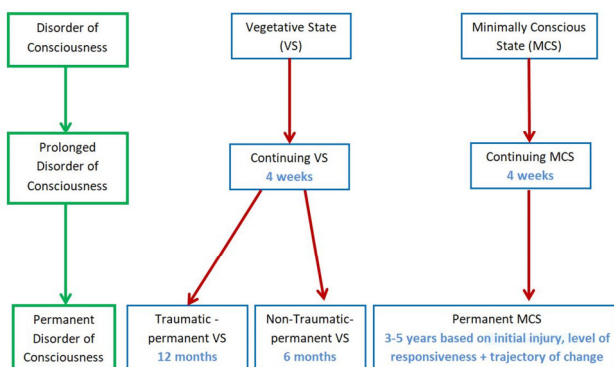 Disorder of
Consciousness
Vegetative State
(VS)
Minimally Conscious
State (MCS)
Prolonged
Disorder of
Consciousness
Continuing VS
4 weeks
Continuing MCS
4 weeks
Permanent
Disorder of
Consciousness
Traumatic -
permanent VS
12 months
Non-Traumatic-
permanent VS
6 months
Permanent MCS
3-5 years based on initial injury, level of
responsiveness + trajectory of change